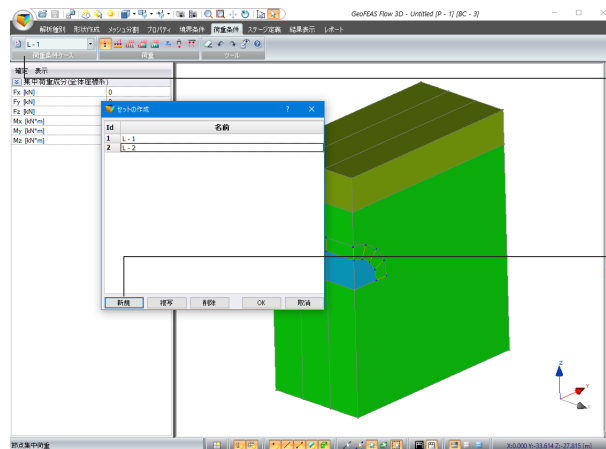 GeoFEAS Flow 3D - Untitled [P - 1] [BC - 3]
解析種別 形状作成 メッシュ分割 プロパティ 境界条件 荷重条件 ステージ定義 結果表示 レポート
L - 1
荷重条件ケース 荷重 ツール
確定 表示
集中荷重成分(全体座標系)
Fx [kN] 0
Fy [kN]
Fz [kN]
Mx [kN*m]
My [kN*m]
Mz [kN*m]
セットの作成 ? ×
Id 名前
1 L - 1
2 L - 2
新規 複写 削除 OK 取消
Z
Y
X
節点集中荷重
X:0.000 Y:-33.614 Z:-27.815 [m]